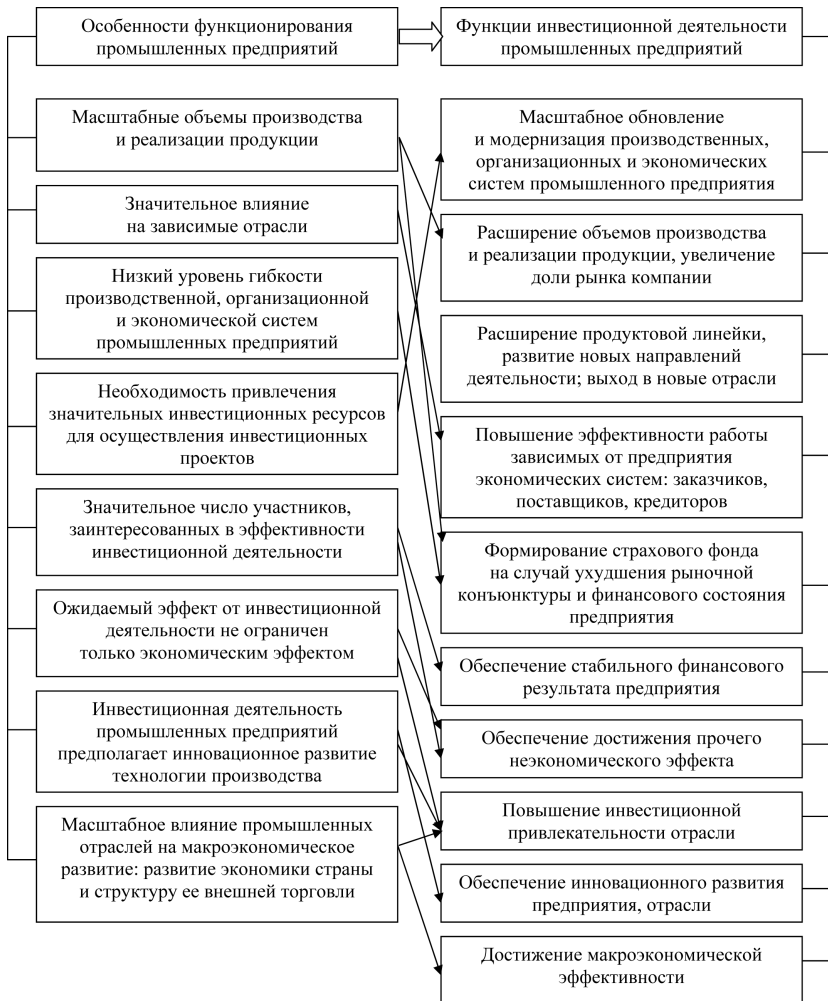 Особенности функционирования
промышленных предприятий
Функции инвестиционной деятельности
промышленных предприятий
Масштабные объемы производства
и реализации продукции
Значительное влияние
на зависимые отрасли
Низкий уровень гибкости
производственной, организационной
и экономической систем
промышленных предприятий
Необходимость привлечения
значительных инвестиционных ресурсов
для осуществления инвестиционных
проектов
Значительное число участников,
заинтересованных в эффективности
инвестиционной деятельности
Ожидаемый эффект от инвестиционной
деятельности не ограничен
только экономическим эффектом
Инвестиционная деятельность
промышленных предприятий
предполагает инновационное развитие
технологии производства
Масштабное влияние промышленных
отраслей на макроэкономическое
развитие: развитие экономики страны
и структуру ее внешней торговли
Масштабное обновление
и модернизация производственных,
организационных и экономических
систем промышленного предприятия
Расширение объемов производства
и реализации продукции, увеличение
доли рынка компании
Расширение продуктовой линейки,
развитие новых направлений
деятельности; выход в новые отрасли
Повышение эффективности работы
зависимых от предприятия
экономических систем: заказчиков,
поставщиков, кредиторов
Формирование страхового фонда
на случай ухудшения рыночной
конъюнктуры и финансового состояния
предприятия
Обеспечение стабильного финансового
результата предприятия
Обеспечение достижения прочего
неэкономического эффекта
Повышение инвестиционной
привлекательности отрасли
Обеспечение инновационного развития
предприятия, отрасли
Достижение макроэкономической
эффективности